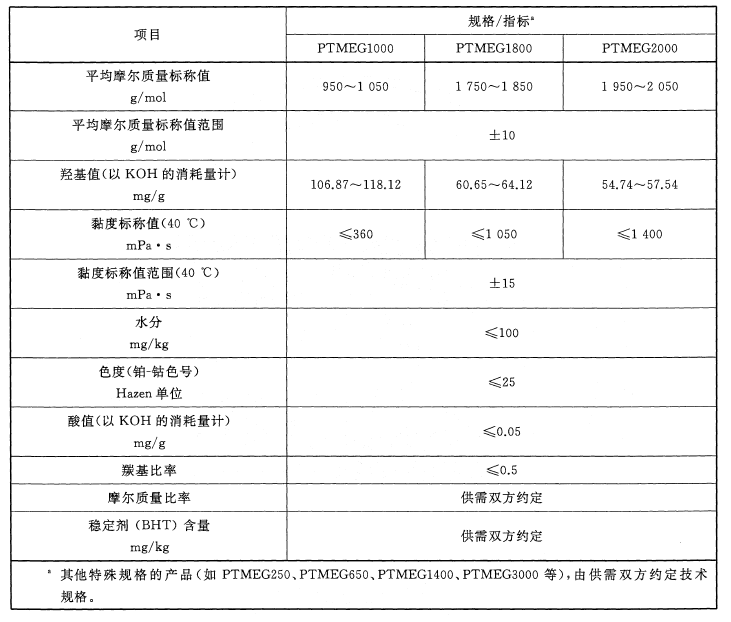 项目
规格/指标ᵃ
PTMEG1000 PTMEG1800 PTMEG2000
平均摩尔质量标称值
g/mol
950～1 050 1 750～1 850 1 950～2 050
平均摩尔质量标称值范围
g/mol
±10
羟基值(以 KOH 的消耗量计)
mg/g
106.87～118.12 60.65～64.12 54.74～57.54
黏度标称值(40 ℃)
mPa·s
≤360 ≤1 050 ≤1 400
黏度标称值范围(40 ℃)
mPa·s
±15
水分
mg/kg
≤100
色度(铂-钴色号)
Hazen 单位
≤25
酸值(以 KOH 的消耗量计)
mg/g
≤0.05
羰基比率
≤0.5
摩尔质量比率
供需双方约定
稳定剂(BHT)含量
mg/kg
供需双方约定
ᵃ 其他特殊规格的产品(如 PTMEG250、PTMEG650、PTMEG1400、PTMEG3000 等),由供需双方约定技术
规格。